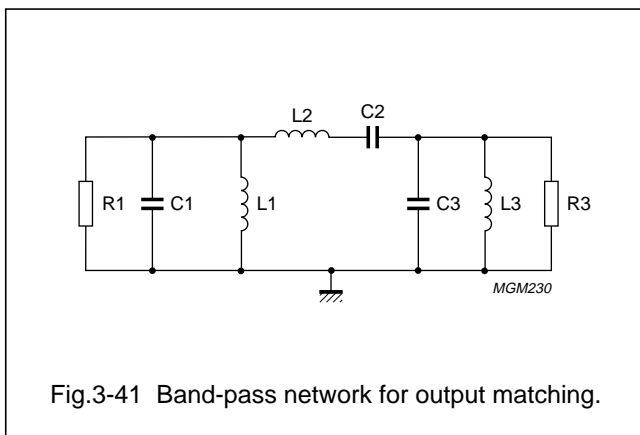 L2
C2
R1
C1
L1
C3
L3
R3
MGM230
Fig.3-41 Band-pass network for output matching.